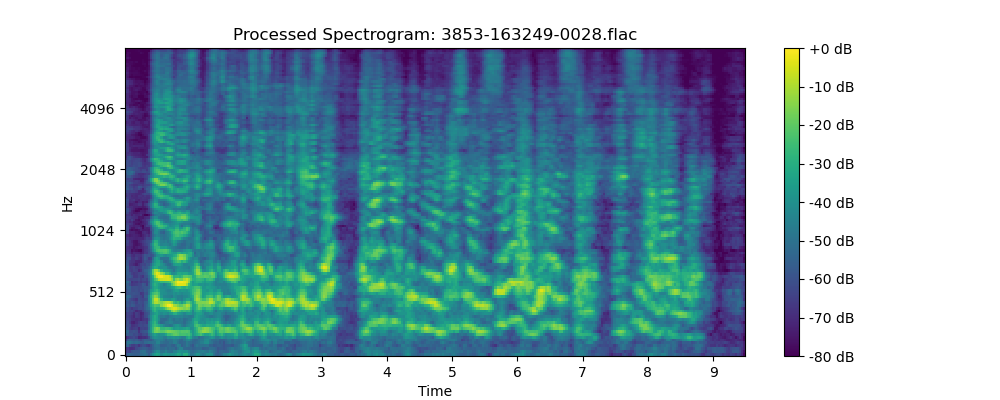 Processed Spectrogram: 3853-163249-0028.flac
Hz
4096
2048
1024
512
0
0 1 2 3 4 5 6 7 8 9
Time
+0 dB
-10 dB
-20 dB
-30 dB
-40 dB
-50 dB
-60 dB
-70 dB
-80 dB